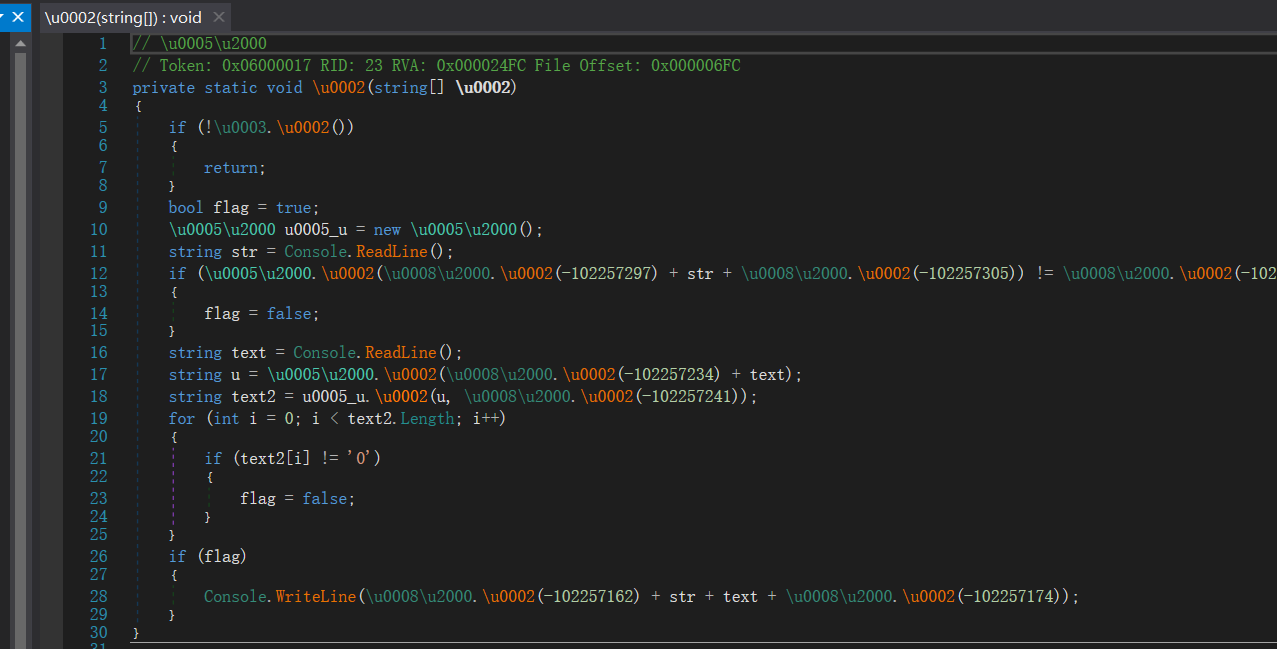 \u0002(string[]) : void ×
1 // \u0005\u2000
2 // Token: 0x06000017 RID: 23 RVA: 0x000024FC File Offset: 0x000006FC
3 private static void \u0002(string[] \u0002)
4 {
5     if (!\u0003.\u0002())
6     {
7         return;
8     }
9     bool flag = true;
10     \u0005\u2000 u0005_u = new \u0005\u2000();
11     string str = Console.ReadLine();
12     if (\u0005\u2000.\u0002(\u0008\u2000.\u0002(-102257297) + str + \u0008\u2000.\u0002(-102257305)) != \u0008\u2000.\u0002(-102
13     {
14         flag = false;
15     }
16     string text = Console.ReadLine();
17     string u = \u0005\u2000.\u0002(\u0008\u2000.\u0002(-102257234) + text);
18     string text2 = u0005_u.\u0002(u, \u0008\u2000.\u0002(-102257241));
19     for (int i = 0; i < text2.Length; i++)
20     {
21         if (text2[i] != '0')
22         {
23             flag = false;
24         }
25     }
26     if (flag)
27     {
28         Console.WriteLine(\u0008\u2000.\u0002(-102257162) + str + text + \u0008\u2000.\u0002(-102257174));
29     }
30 }
31